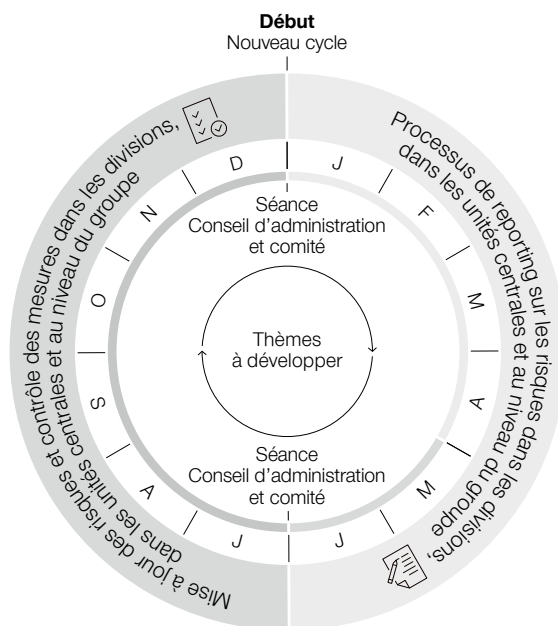 Début
Nouveau cycle
Processus de reporting sur les risques dans les divisions,
dans les unités centrales et au niveau du groupe
Mise à jour des risques et contrôle des mesures dans les divisions,
dans les unités centrales et au niveau du groupe
J
F
M
A
M
J
J
A
S
O
N
D
Séance
Conseil d'administration
et comité
Thèmes
à développer
Séance
Conseil d'administration
et comité